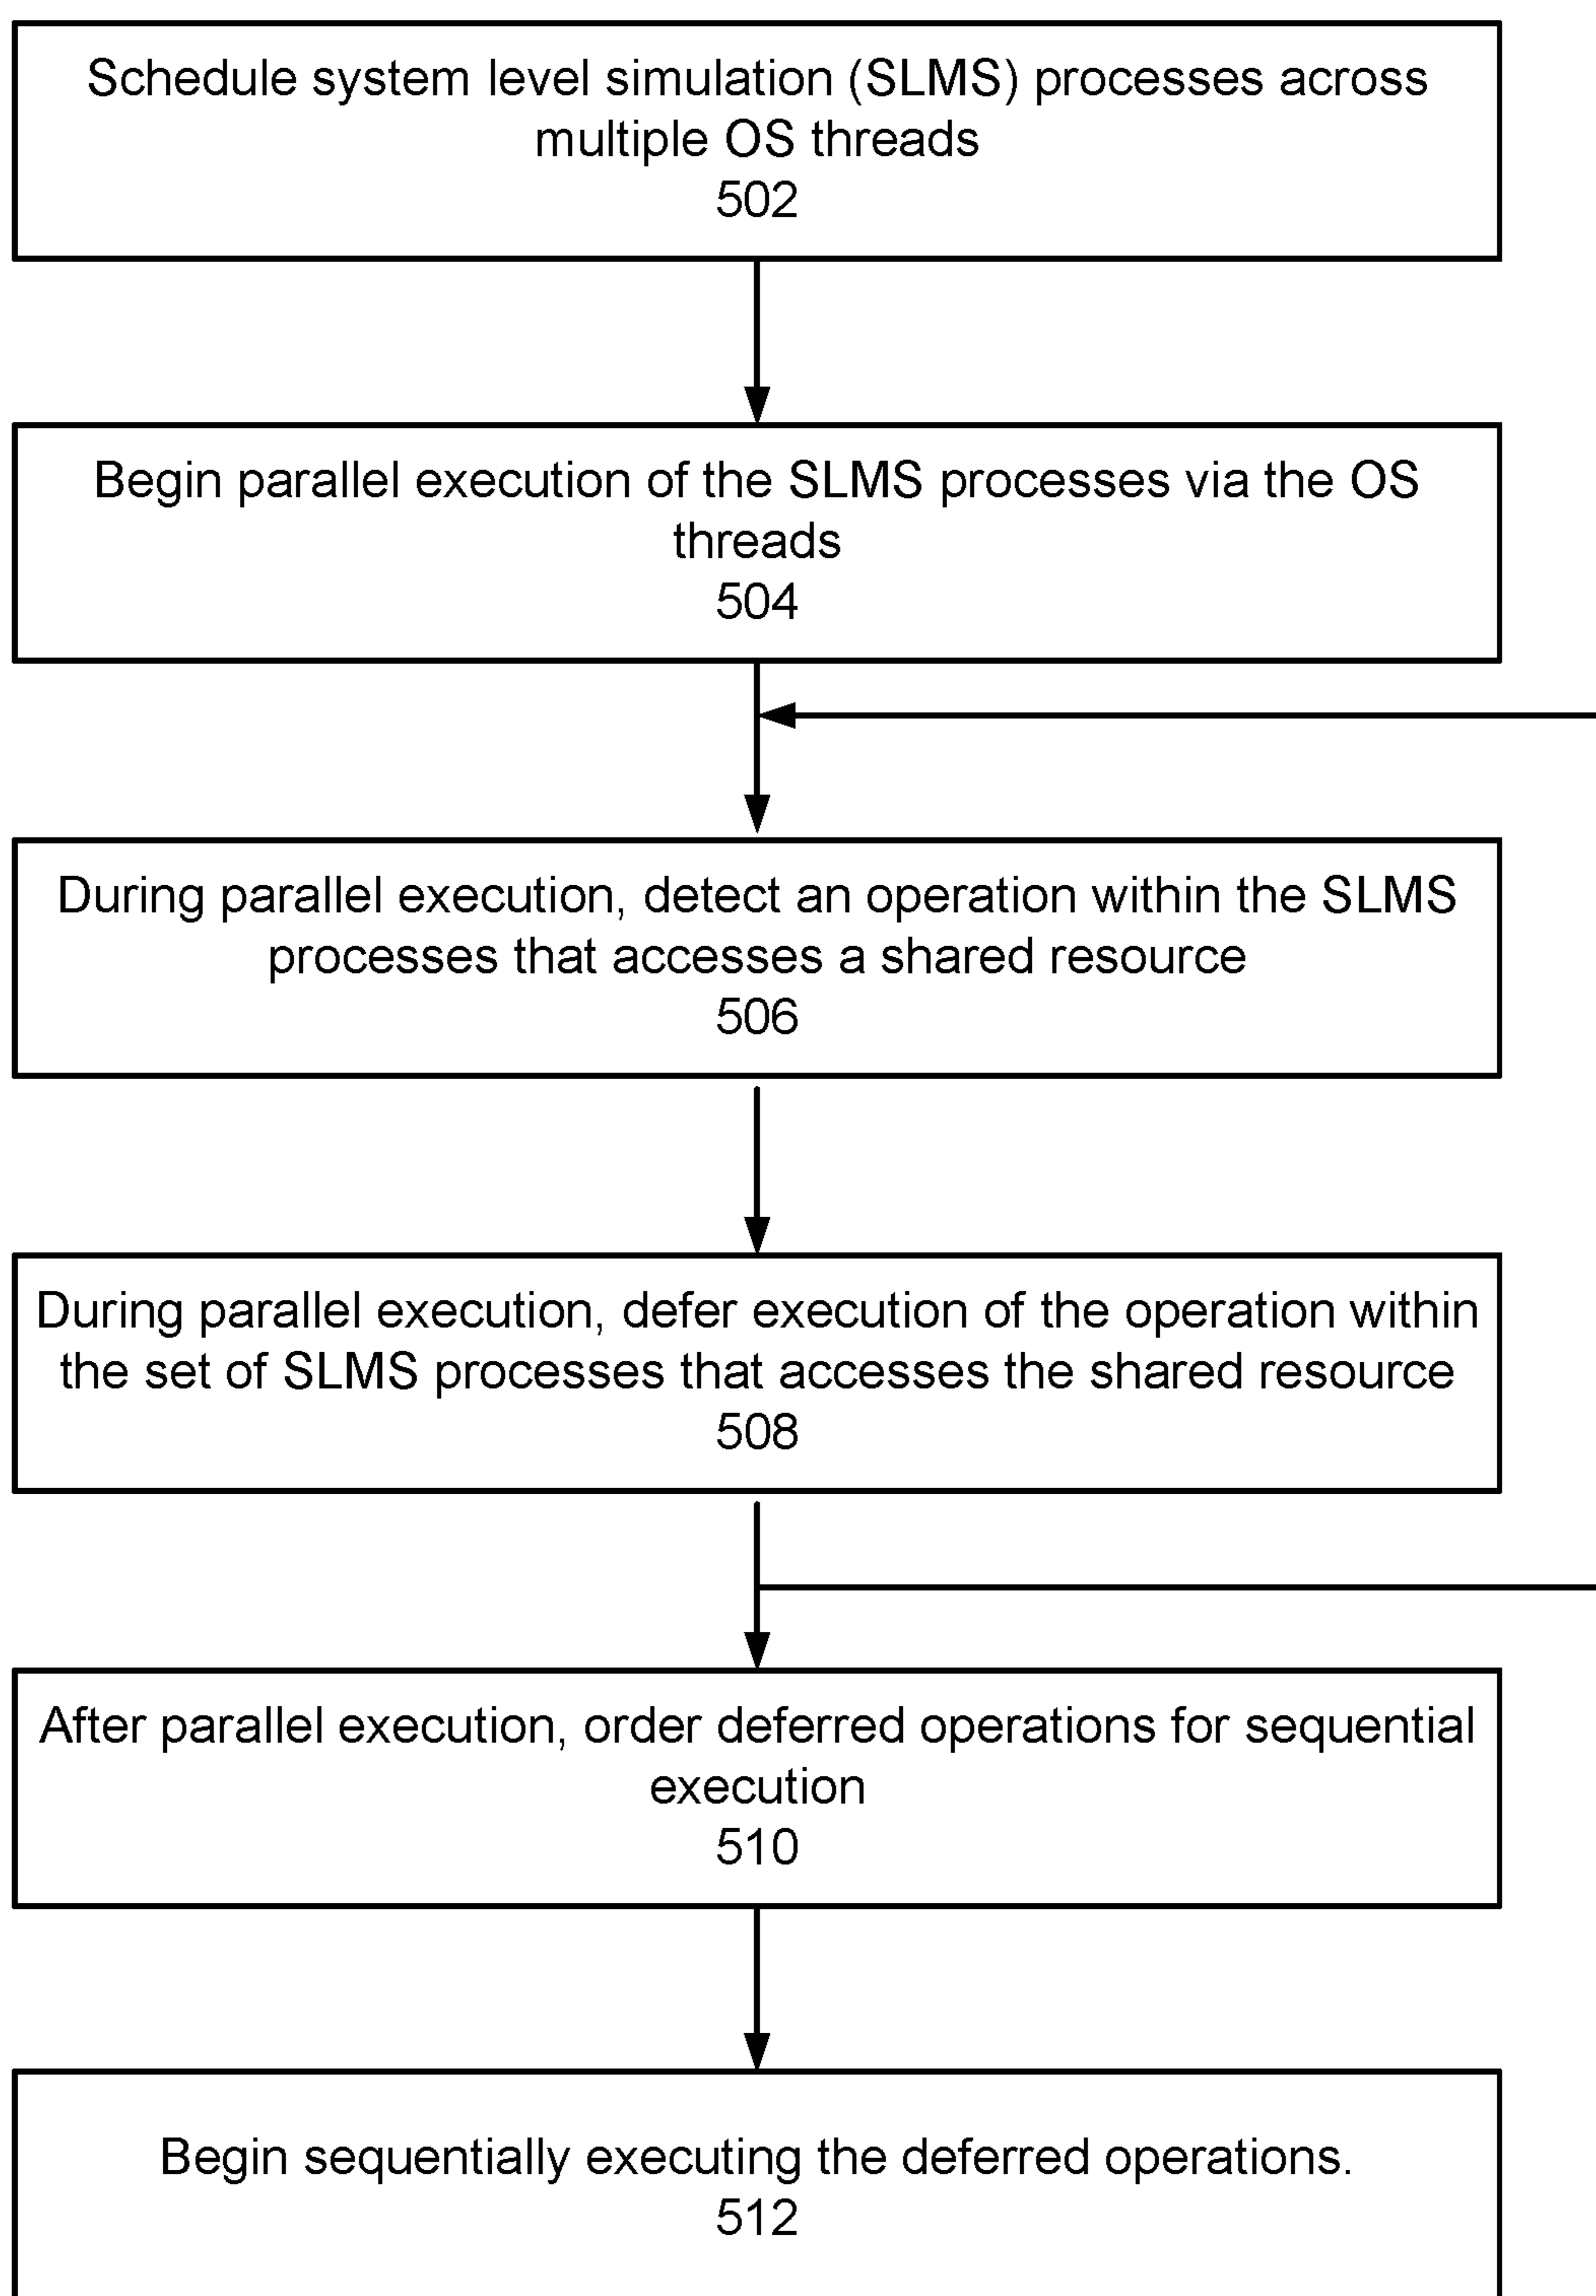 Schedule system level simulation (SLMS) processes across
multiple OS threads
502
Begin parallel execution of the SLMS processes via the OS
threads
504
During parallel execution, detect an operation within the SLMS
processes that accesses a shared resource
506
During parallel execution, defer execution of the operation within
the set of SLMS processes that accesses the shared resource
508
After parallel execution, order deferred operations for sequential
execution
510
Begin sequentially executing the deferred operations.
512